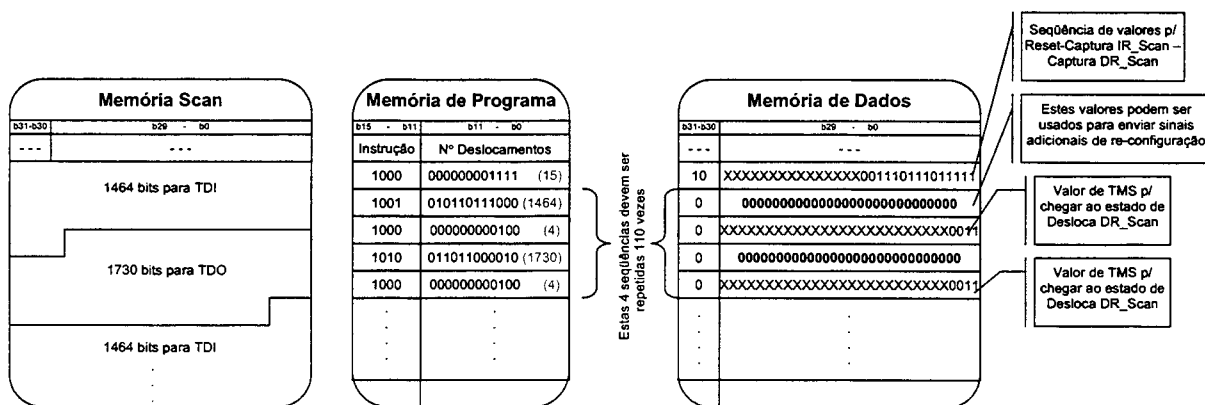 Memória Scan
b31-b30 b29 - b0
--- ---
1464 bits para TDI
1730 bits para TDO
1464 bits para TDI
Memória de Programa
b15 - b11 b11 - b0
Instrução Nº Deslocamentos
1000 000000001111 (15)
1001 010110111000 (1464)
1000 000000000100 (4)
1010 011011000010 (1730)
1000 000000000100 (4)
Estas 4 seqüências devem ser
repetidas 110 vezes
Memória de Dados
b31-b30 b29 - b0
--- ---
10 XXXXXXXXXXXXXXX001110111011111
0 000000000000000000000000000000
0 XXXXXXXXXXXXXXXXXXXXXXXXXX0011
0 000000000000000000000000000000
0 XXXXXXXXXXXXXXXXXXXXXXXXXX0011
Seqüência de valores p/
Reset-Captura IR_Scan –
Captura DR_Scan
Estes valores podem ser
usados para enviar sinais
adicionais de re-configuração
Valor de TMS p/
chegar ao estado de
Desloca DR_Scan
Valor de TMS p/
chegar ao estado de
Desloca DR_Scan